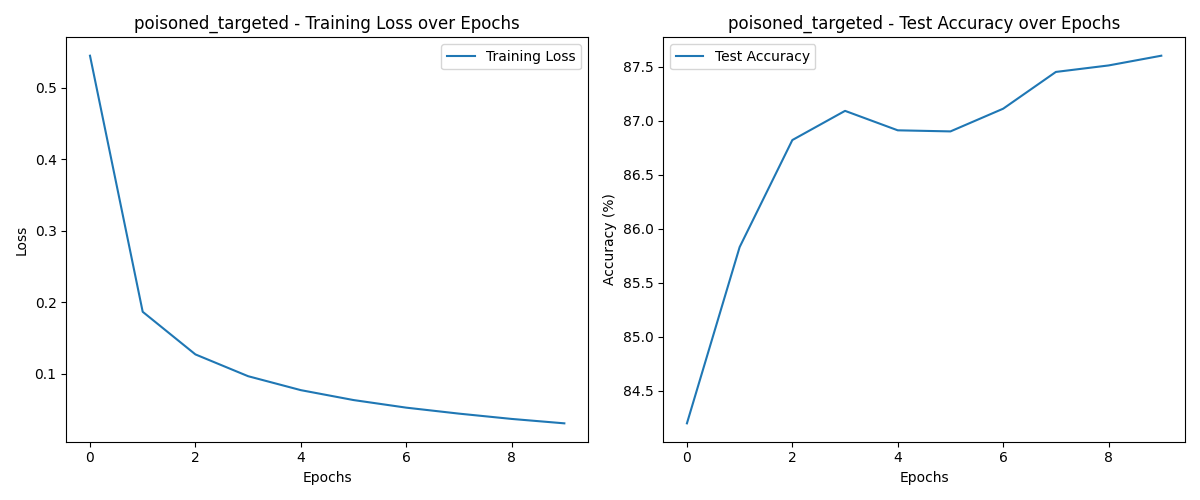 poisoned_targeted - Training Loss over Epochs
Training Loss
Loss
0.5
0.4
0.3
0.2
0.1
0 2 4 6 8
Epochs
poisoned_targeted - Test Accuracy over Epochs
Test Accuracy
Accuracy (%)
87.5
87.0
86.5
86.0
85.5
85.0
84.5
0 2 4 6 8
Epochs